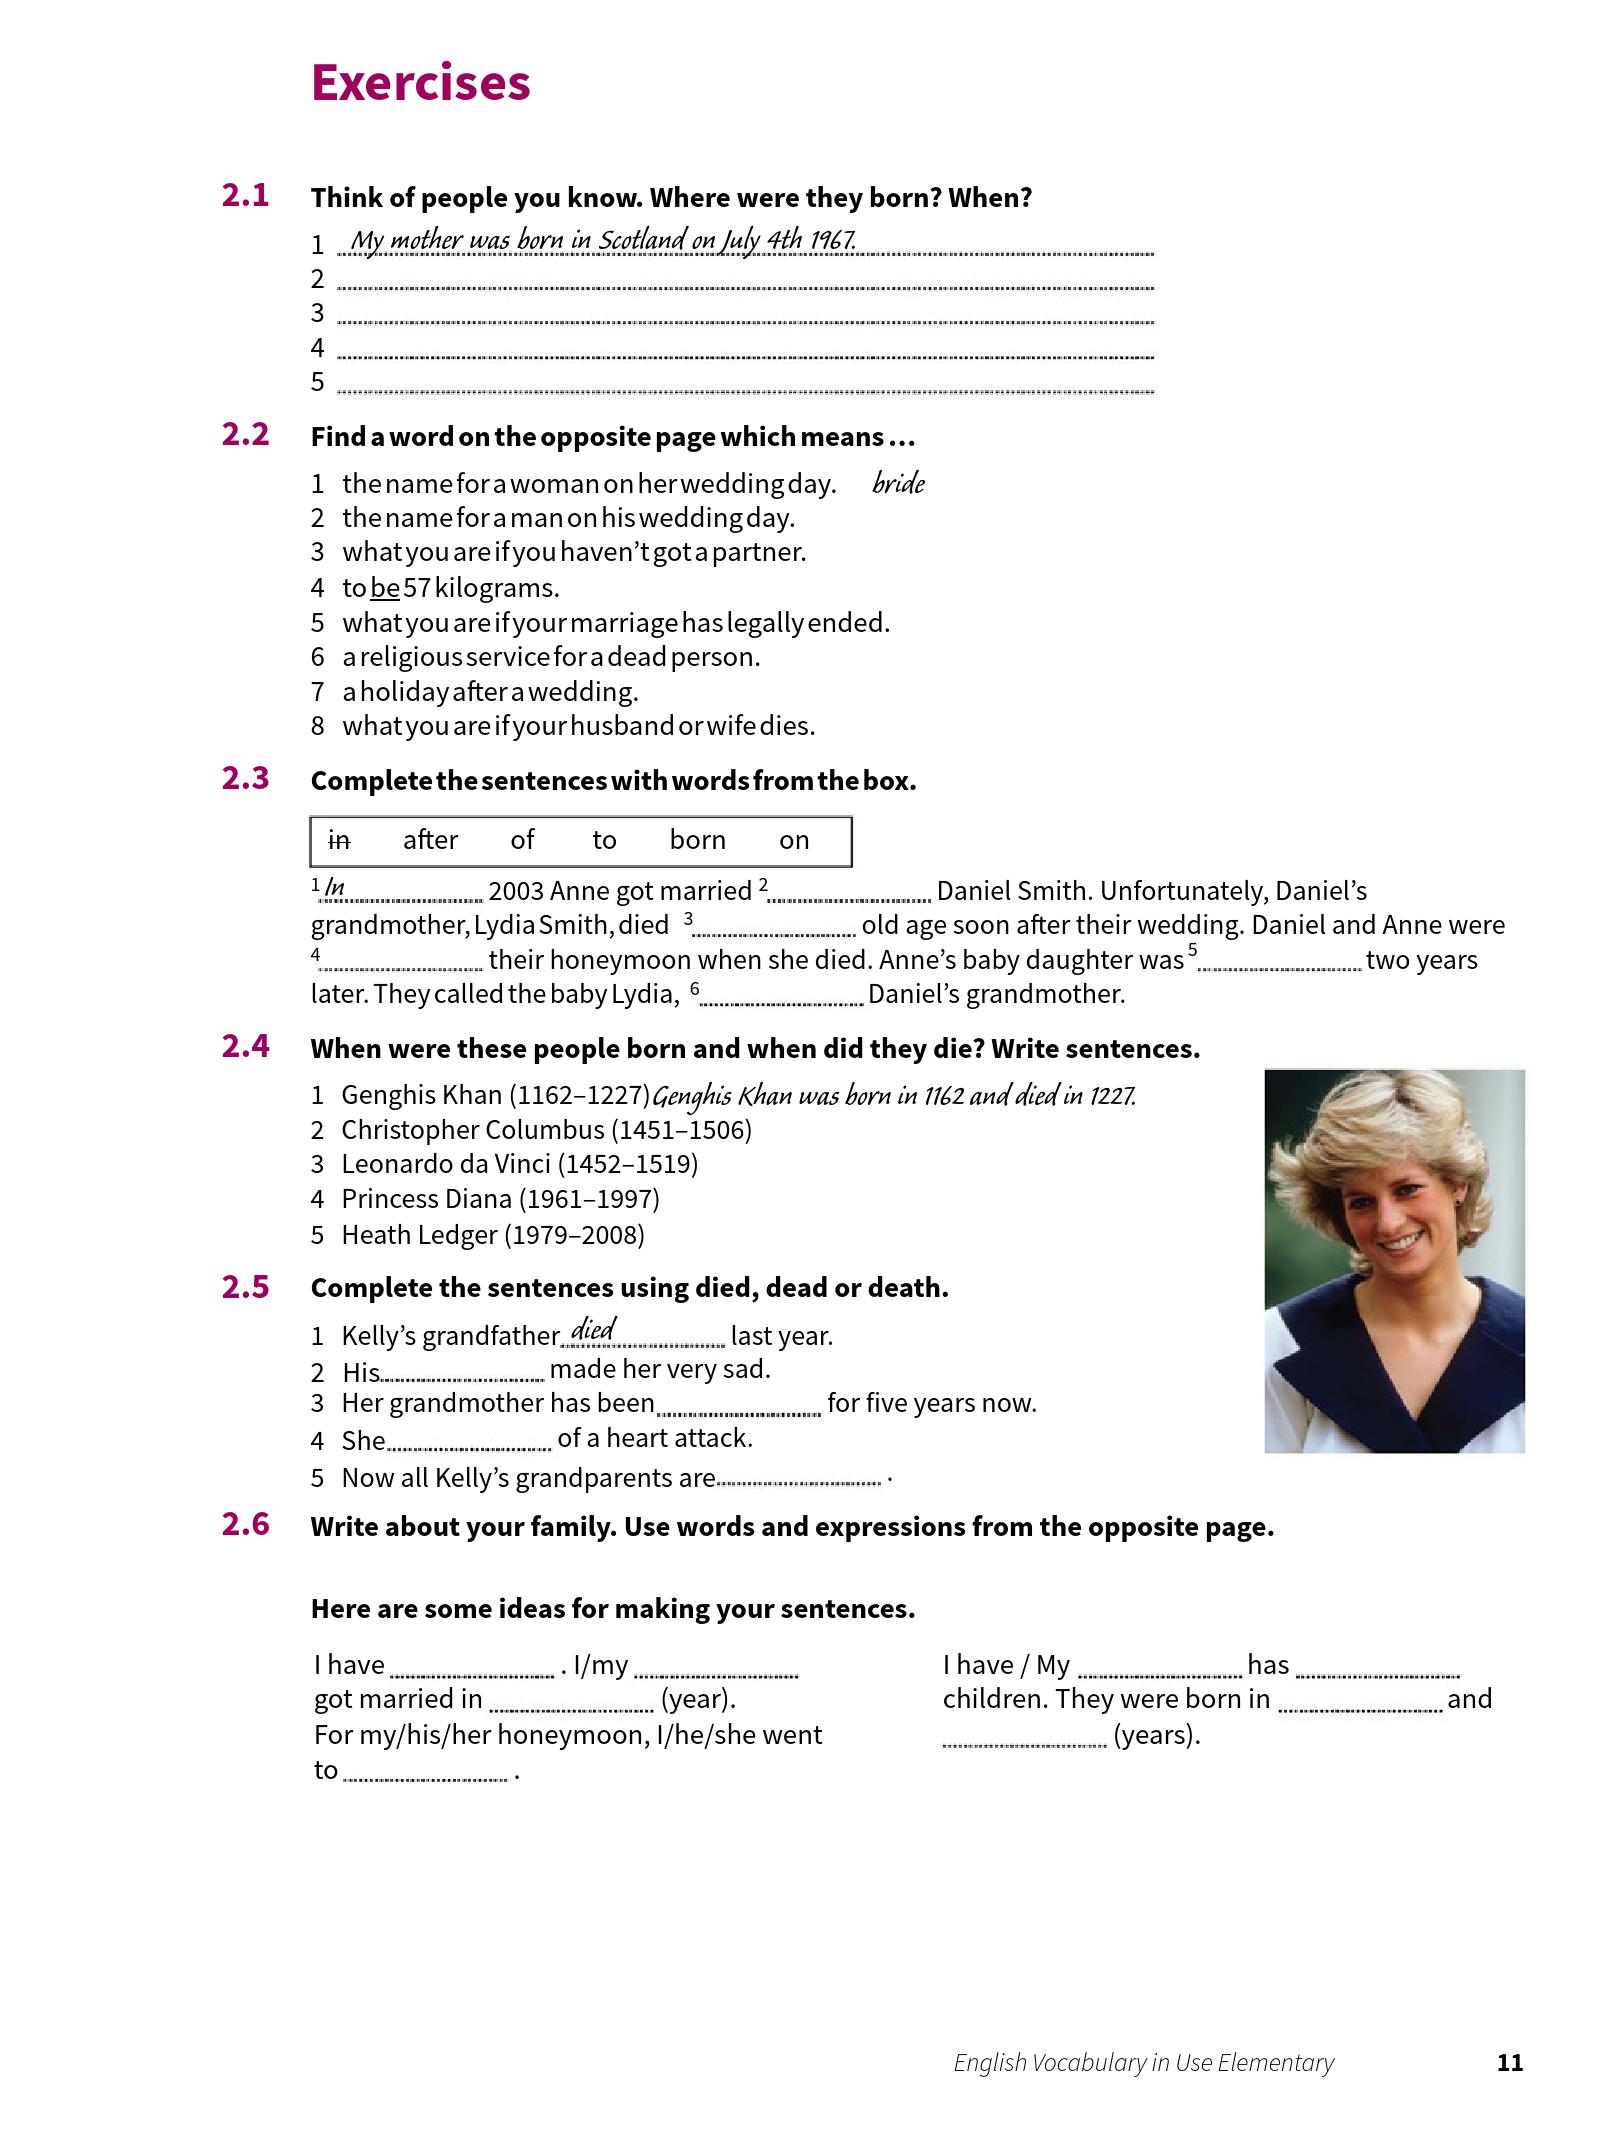 Exercises
2.1 Think of people you know. Where were they born? When?
1 My mother was born in Scotland on July 4th 1967.
2
3
4
5
2.2 Find a word on the opposite page which means ...
1 the name for a woman on her wedding day. bride
2 the name for a man on his wedding day.
3 what you are if you haven't got a partner.
4 to be 57 kilograms.
5 what you are if your marriage has legally ended.
6 a religious service for a dead person.
7 a holiday after a wedding.
8 what you are if your husband or wife dies.
2.3 Complete the sentences with words from the box.
in after of to born on
1 In 2003 Anne got married 2 Daniel Smith. Unfortunately, Daniel's
grandmother, Lydia Smith, died 3 old age soon after their wedding. Daniel and Anne were
4 their honeymoon when she died. Anne's baby daughter was 5 two years
later. They called the baby Lydia, 6 Daniel's grandmother.
2.4 When were these people born and when did they die? Write sentences.
1 Genghis Khan (1162–1227) Genghis Khan was born in 1162 and died in 1227.
2 Christopher Columbus (1451–1506)
3 Leonardo da Vinci (1452–1519)
4 Princess Diana (1961–1997)
5 Heath Ledger (1979–2008)
2.5 Complete the sentences using died, dead or death.
1 Kelly's grandfather died last year.
2 His made her very sad.
3 Her grandmother has been for five years now.
4 She of a heart attack.
5 Now all Kelly's grandparents are .
2.6 Write about your family. Use words and expressions from the opposite page.
Here are some ideas for making your sentences.
I have . I/my
got married in (year).
For my/his/her honeymoon, I/he/she went
to .
I have / My has
children. They were born in and
(years).
English Vocabulary in Use Elementary 11